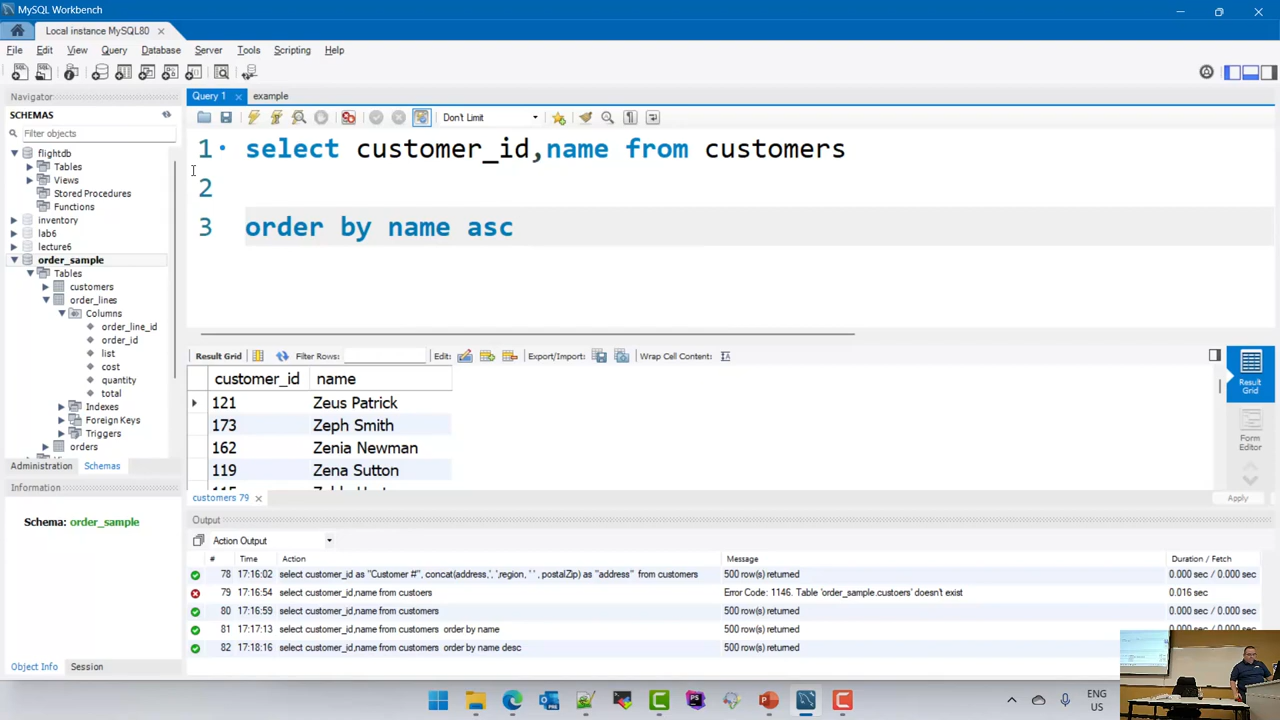 MySQL Workbench
Local instance MySQL80
File Edit View Query Database Server Tools Scripting Help
Navigator
SCHEMAS
Filter objects
flightdb
Tables
Views
Stored Procedures
Functions
inventory
lab6
lecture6
order_sample
Tables
customers
order_lines
Columns
order_line_id
order_id
list
cost
quantity
total
Indexes
Foreign Keys
Triggers
orders
Administration Schemas
Information
Schema: order_sample
Object Info Session
Query 1 example
Don't Limit
1 select customer_id,name from customers
2
3 order by name asc
Result Grid Filter Rows: Edit: Export/Import: Wrap Cell Content:
customer_id name
121 Zeus Patrick
173 Zeph Smith
162 Zenia Newman
119 Zena Sutton
Result Grid
Form Editor
customers 79
Apply
Output
Action Output
# Time Action Message Duration / Fetch
78 17:16:02 select customer_id as "Customer #", concat(address,', ',region, ' ' , postalZip) as "address" from customers 500 row(s) returned 0.000 sec / 0.000 sec
79 17:16:54 select customer_id,name from custoers Error Code: 1146. Table 'order_sample.custoers' doesn't exist 0.016 sec
80 17:16:59 select customer_id,name from customers 500 row(s) returned 0.000 sec / 0.000 sec
81 17:17:13 select customer_id,name from customers order by name 500 row(s) returned
82 17:18:16 select customer_id,name from customers order by name desc 500 row(s) returned
ENG
US